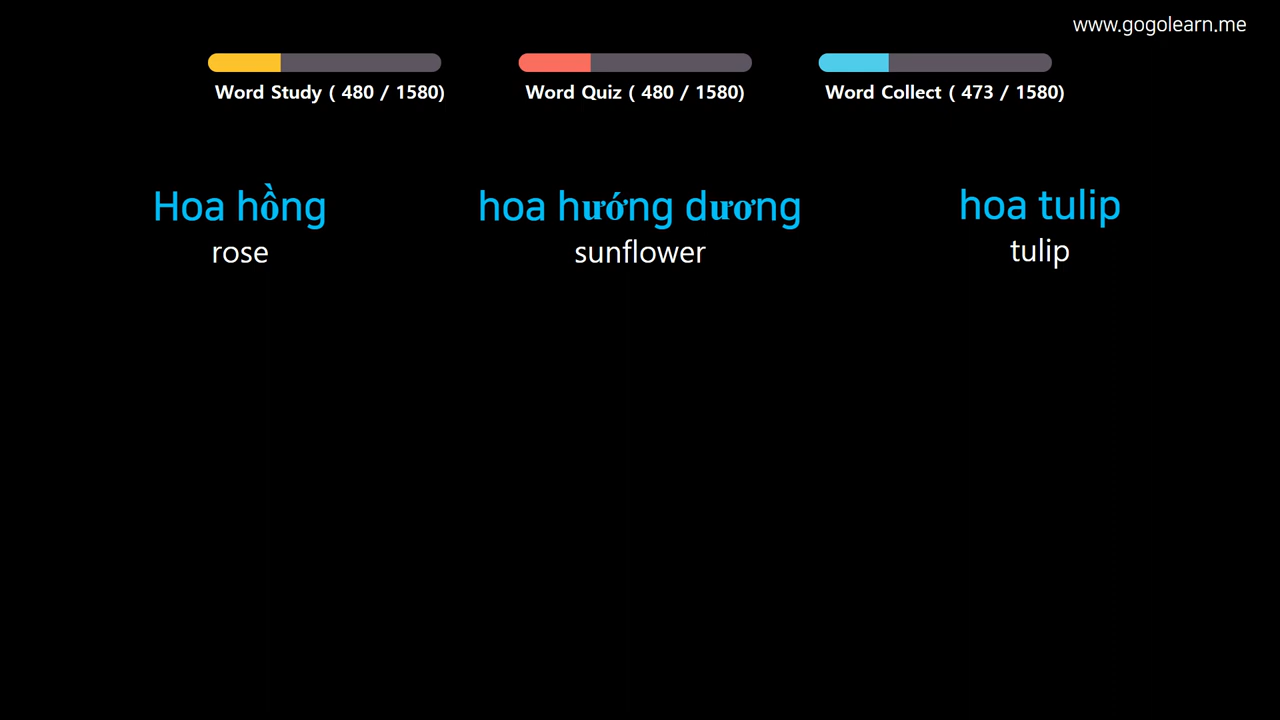 www.gogolearn.me
Word Study ( 480 / 1580)
Word Quiz ( 480 / 1580)
Word Collect ( 473 / 1580)
Hoa hồng
rose
hoa hướng dương
sunflower
hoa tulip
tulip